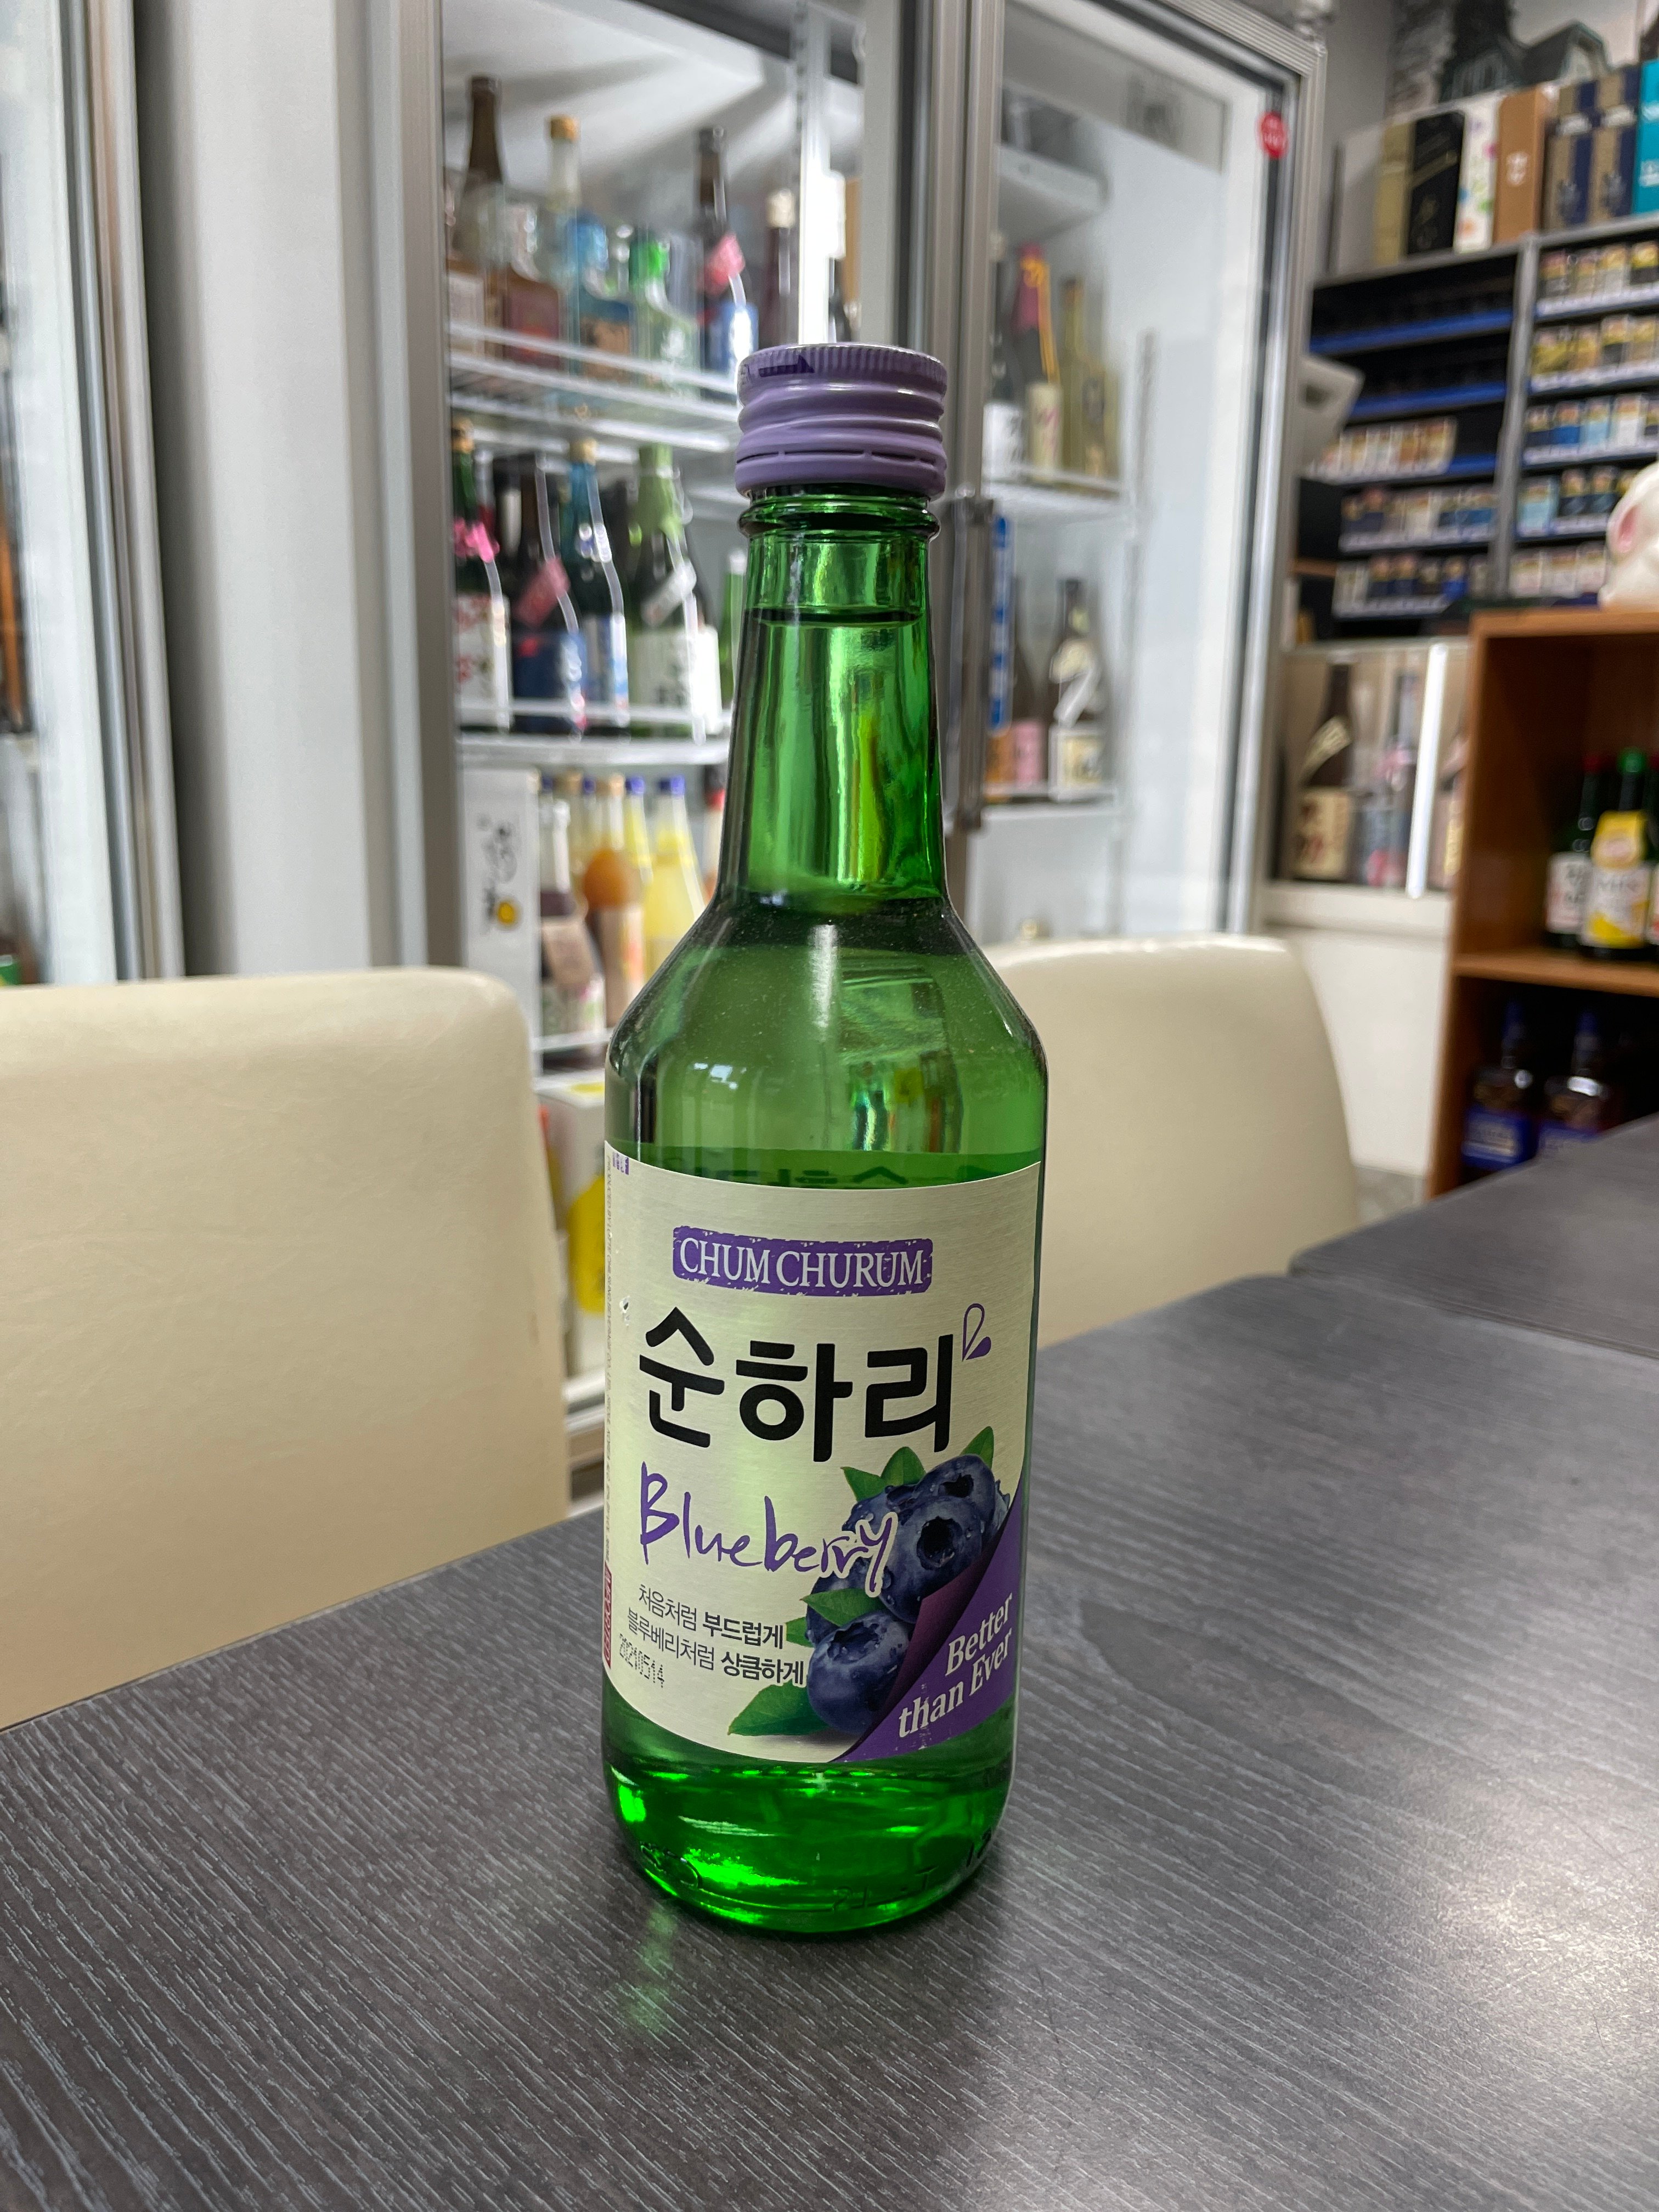 CHUM CHURUM
순하리
Blueberry
처음처럼 부드럽게
블루베리처럼 상큼하게
20210514
Better
than Ever